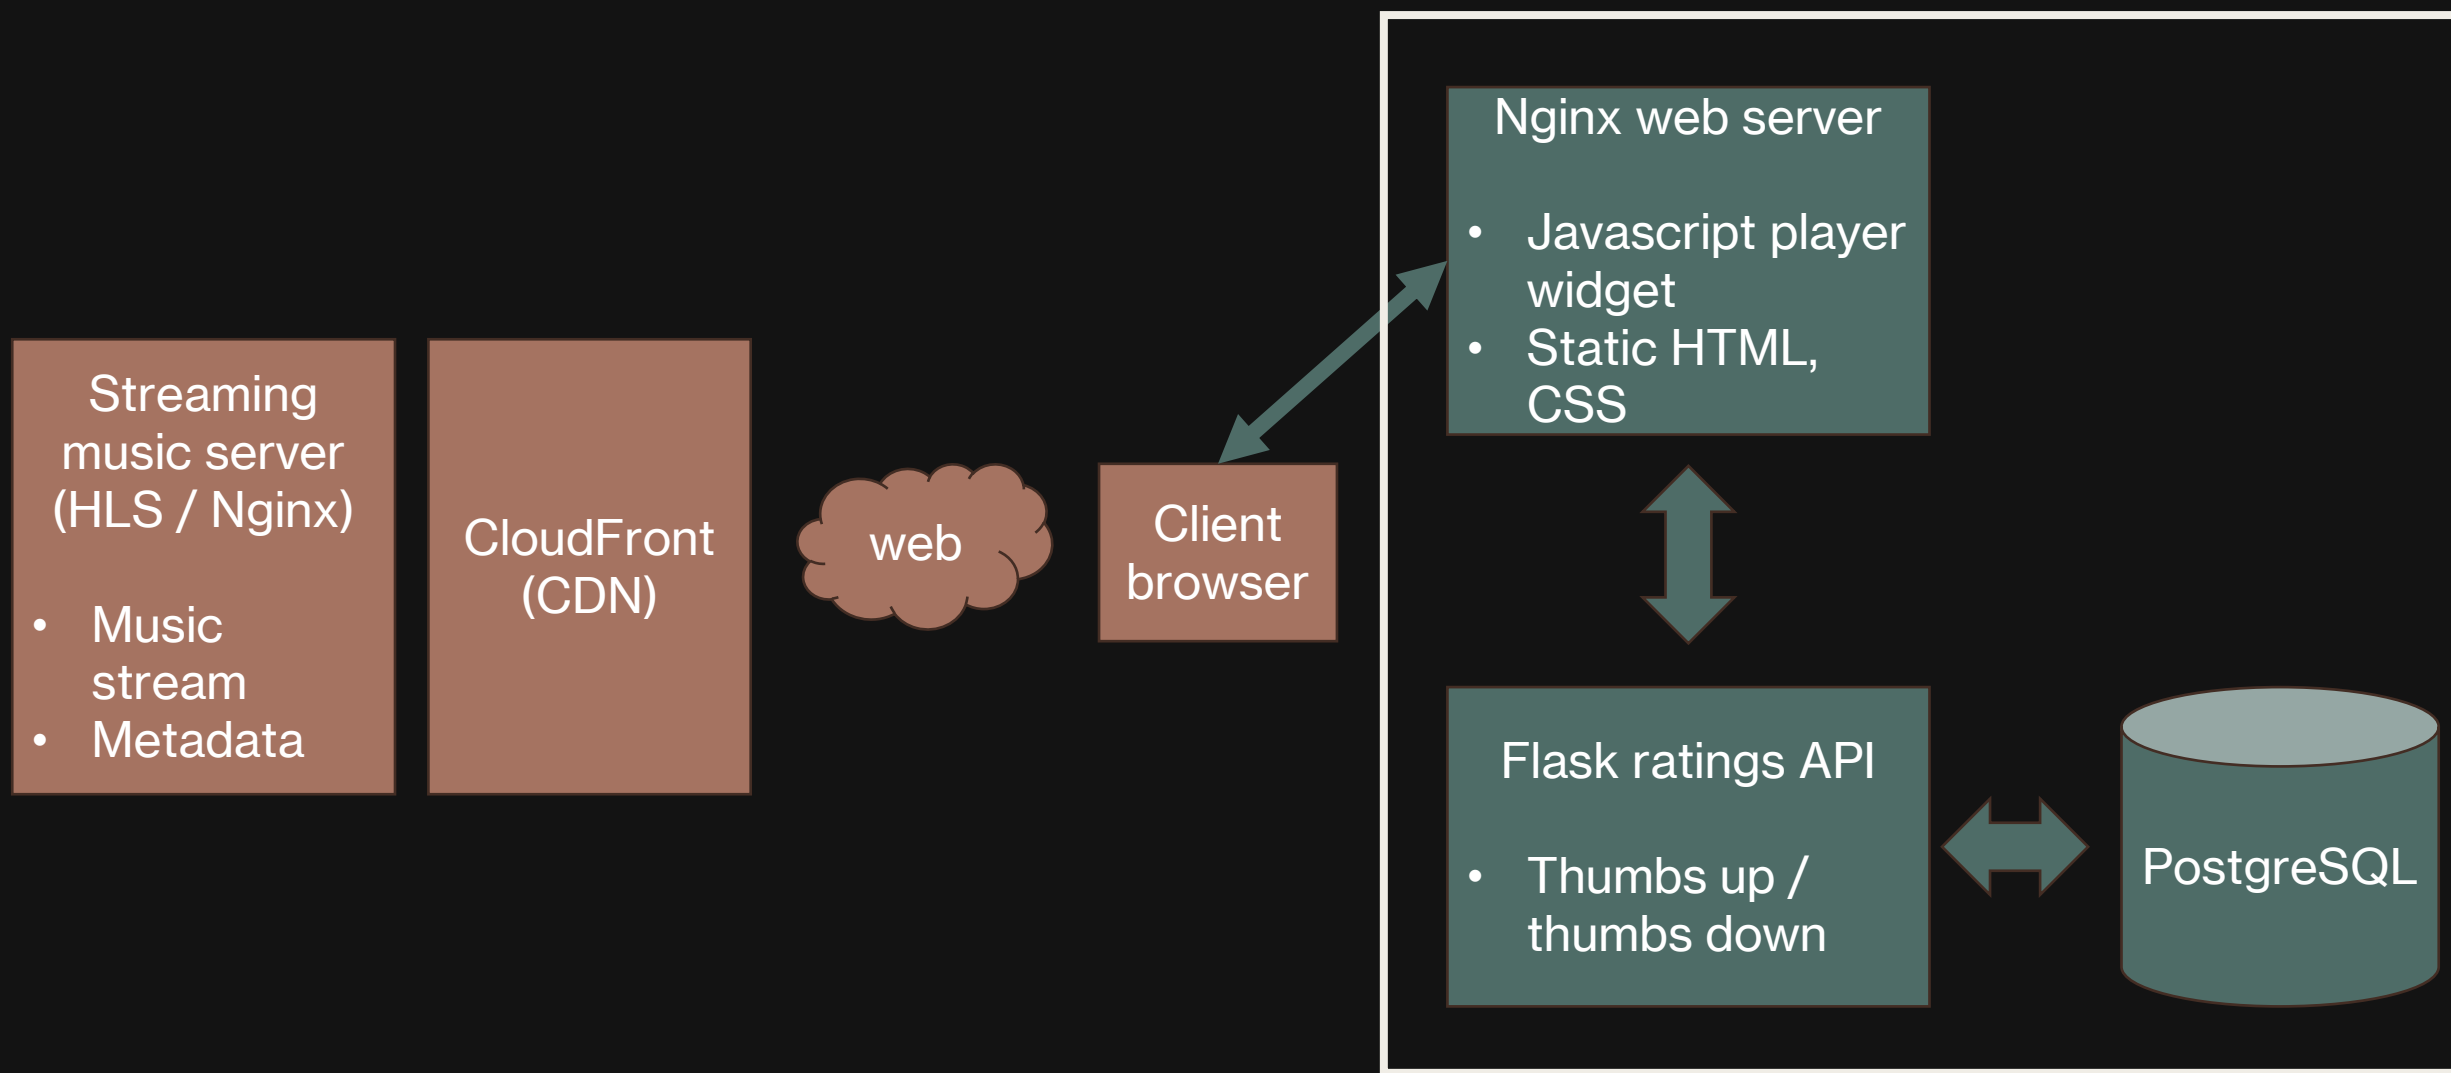 Streaming
music server
(HLS / Nginx)
• Music
stream
• Metadata
CloudFront
(CDN)
web
Client
browser
Nginx web server
• Javascript player
widget
• Static HTML,
CSS
Flask ratings API
• Thumbs up /
thumbs down
PostgreSQL